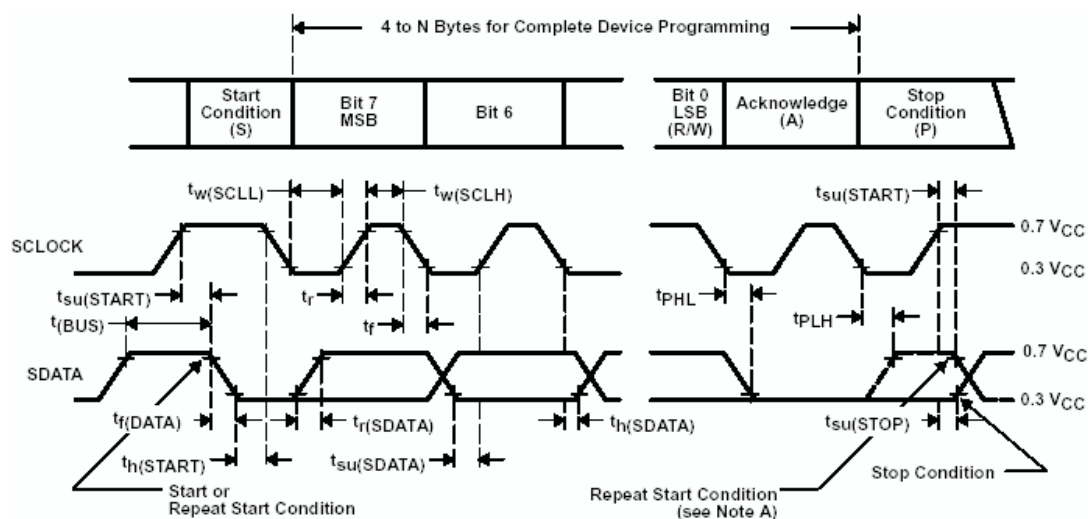 4 to N Bytes for Complete Device Programming
Start
Condition
(S)
Bit 7
MSB
Bit 6
Bit 0
LSB
(R/W)
Acknowledge
(A)
Stop
Condition
(P)
tw(SCLL)
tw(SCLH)
tsu(START)
SCLOCK
0.7 VCC
0.3 VCC
tsu(START)
tr
tPHL
t(BUS)
tf
tPLH
SDATA
0.7 VCC
0.3 VCC
tf(DATA)
tr(SDATA)
th(SDATA)
tsu(STOP)
th(START)
tsu(SDATA)
Stop Condition
Start or
Repeat Start Condition
Repeat Start Condition
(see Note A)